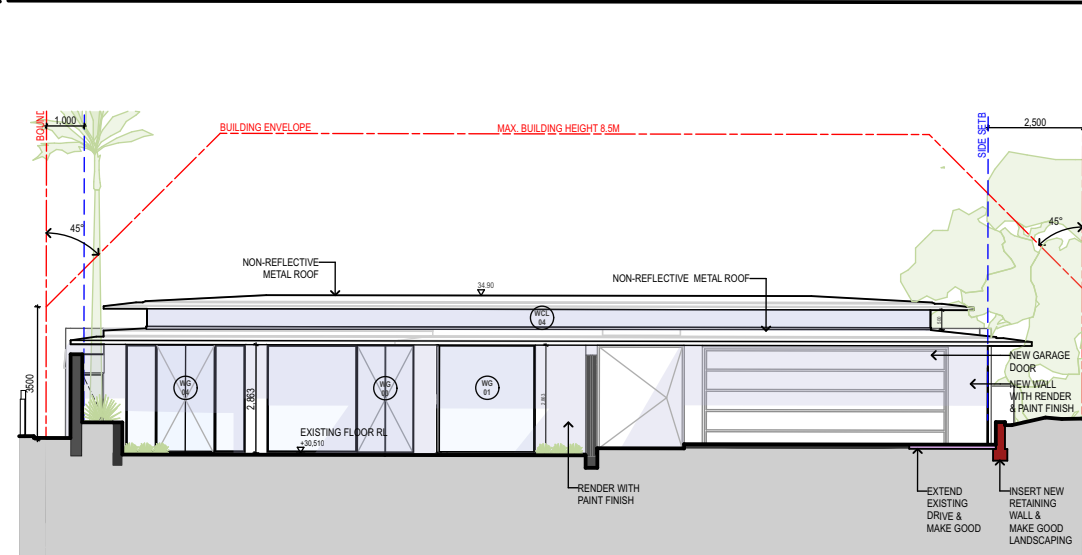 BOUND
1,000
BUILDING ENVELOPE
MAX. BUILDING HEIGHT 8.5M
SIDE SETB
2,500
45°
45°
NON-REFLECTIVE
METAL ROOF
34.90
NON-REFLECTIVE METAL ROOF
WCL
04
3500
WG
04
2,863
WG
03
WG
01
EXISTING FLOOR RL
+30,510
NEW GARAGE
DOOR
NEW WALL
WITH RENDER
& PAINT FINISH
RENDER WITH
PAINT FINISH
EXTEND
EXISTING
DRIVE &
MAKE GOOD
INSERT NEW
RETAINING
WALL &
MAKE GOOD
LANDSCAPING